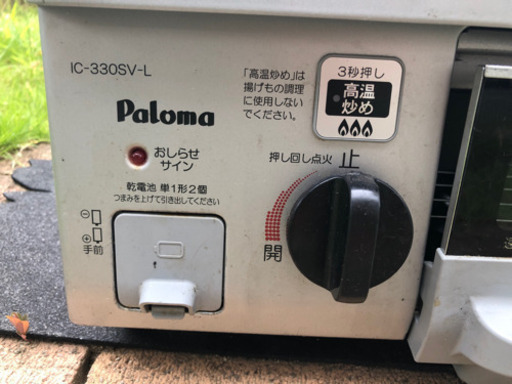 IC-330SV-L
Paloma
おしらせ
サイン
乾電池 単1形2個
つまみを上げて引き出してください
手前
「高温炒め」は
揚げもの調理
に使用しない
でください。
3秒押し
高温
炒め
押し回し点火 止
開